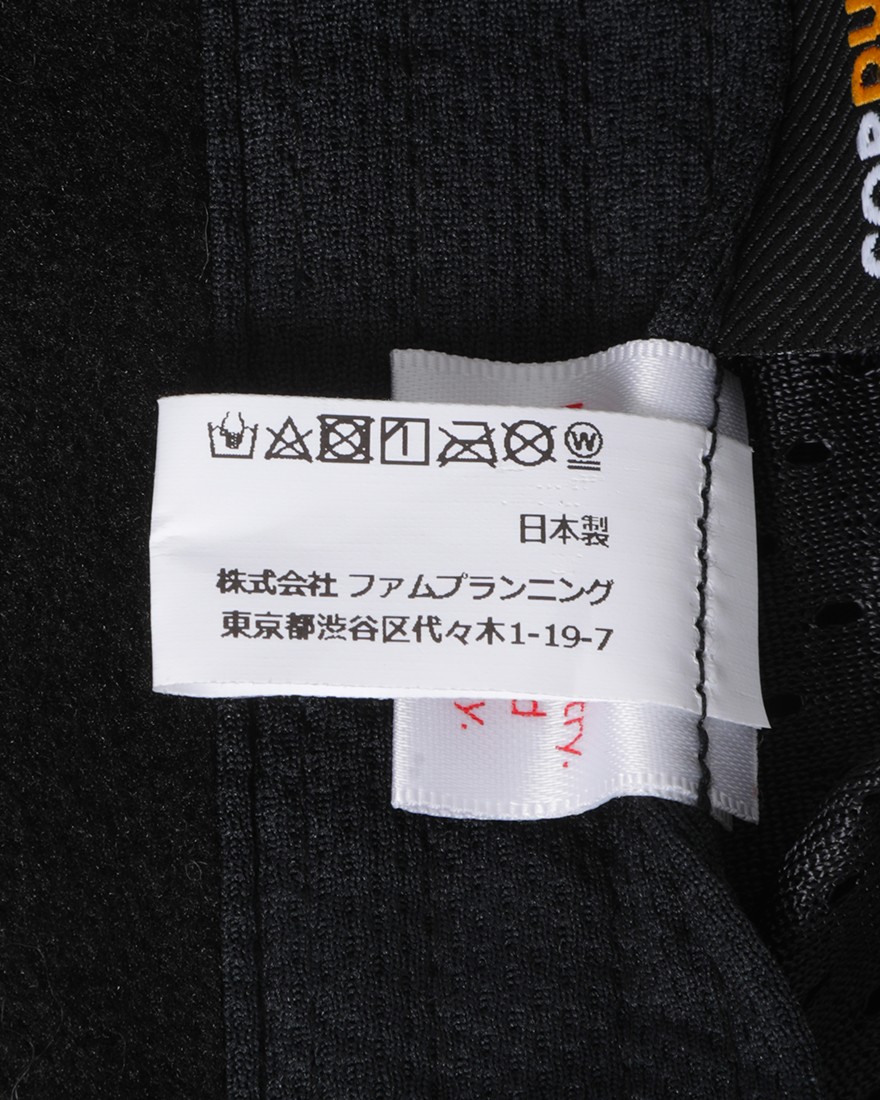 W
日本製
株式会社 ファムプランニング
東京都渋谷区代々木1-19-7